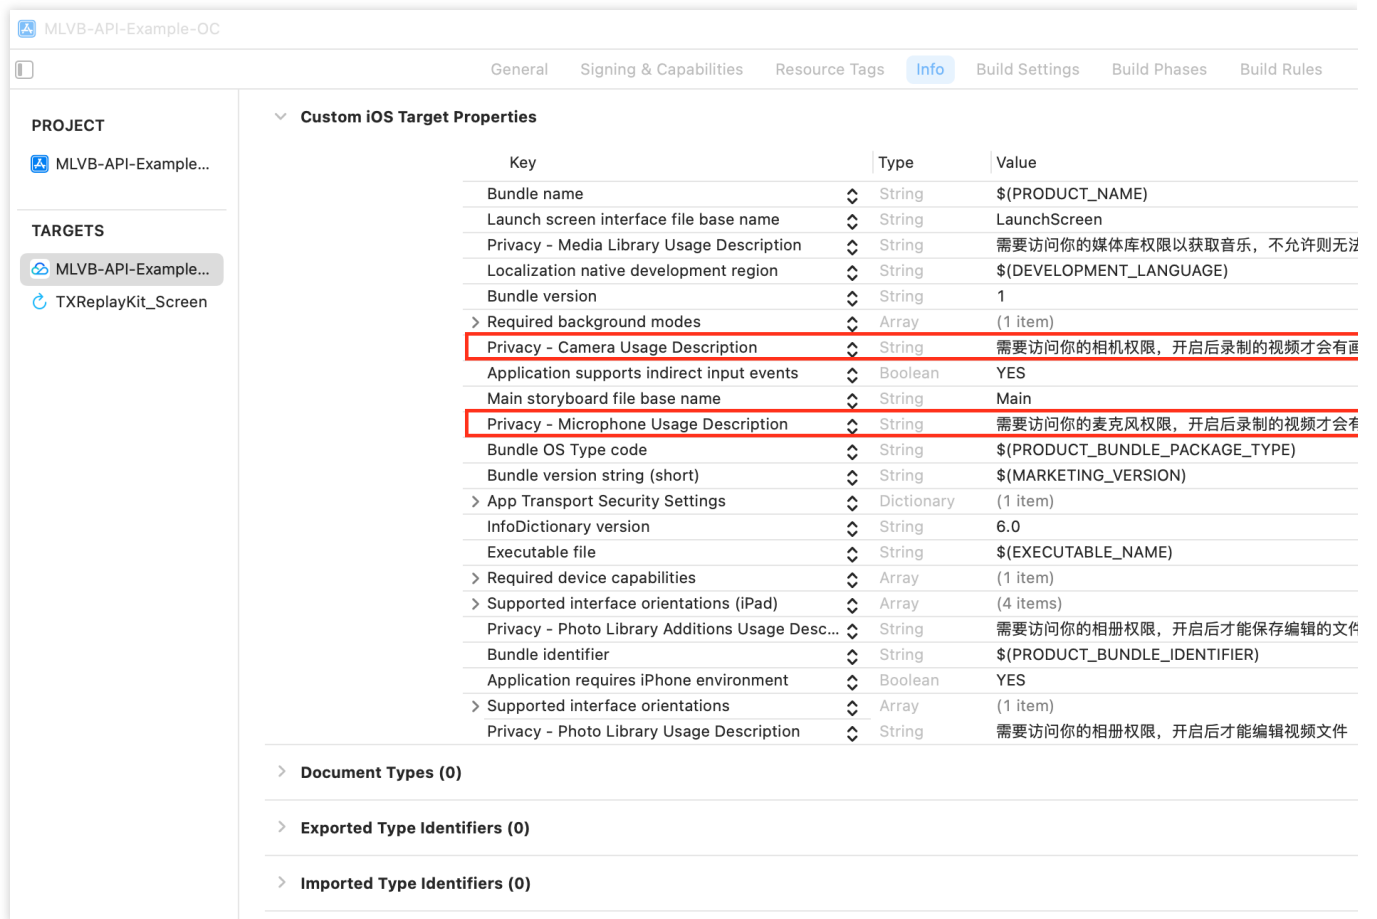 MLVB-API-Example-OC
General Signing & Capabilities Resource Tags Info Build Settings Build Phases Build Rules
PROJECT
MLVB-API-Example...
TARGETS
MLVB-API-Example...
TXReplayKit_Screen
Custom iOS Target Properties
Key Type Value
Bundle name String $(PRODUCT_NAME)
Launch screen interface file base name String LaunchScreen
Privacy - Media Library Usage Description String 需要访问你的媒体库权限以获取音乐，不允许则无法
Localization native development region String $(DEVELOPMENT_LANGUAGE)
Bundle version String 1
Required background modes Array (1 item)
Privacy - Camera Usage Description String 需要访问你的相机权限，开启后录制的视频才会有画
Application supports indirect input events Boolean YES
Main storyboard file base name String Main
Privacy - Microphone Usage Description String 需要访问你的麦克风权限，开启后录制的视频才会有
Bundle OS Type code String $(PRODUCT_BUNDLE_PACKAGE_TYPE)
Bundle version string (short) String $(MARKETING_VERSION)
App Transport Security Settings Dictionary (1 item)
InfoDictionary version String 6.0
Executable file String $(EXECUTABLE_NAME)
Required device capabilities Array (1 item)
Supported interface orientations (iPad) Array (4 items)
Privacy - Photo Library Additions Usage Desc... String 需要访问你的相册权限，开启后才能保存编辑的文件
Bundle identifier String $(PRODUCT_BUNDLE_IDENTIFIER)
Application requires iPhone environment Boolean YES
Supported interface orientations Array (1 item)
Privacy - Photo Library Usage Description String 需要访问你的相册权限，开启后才能编辑视频文件
Document Types (0)
Exported Type Identifiers (0)
Imported Type Identifiers (0)